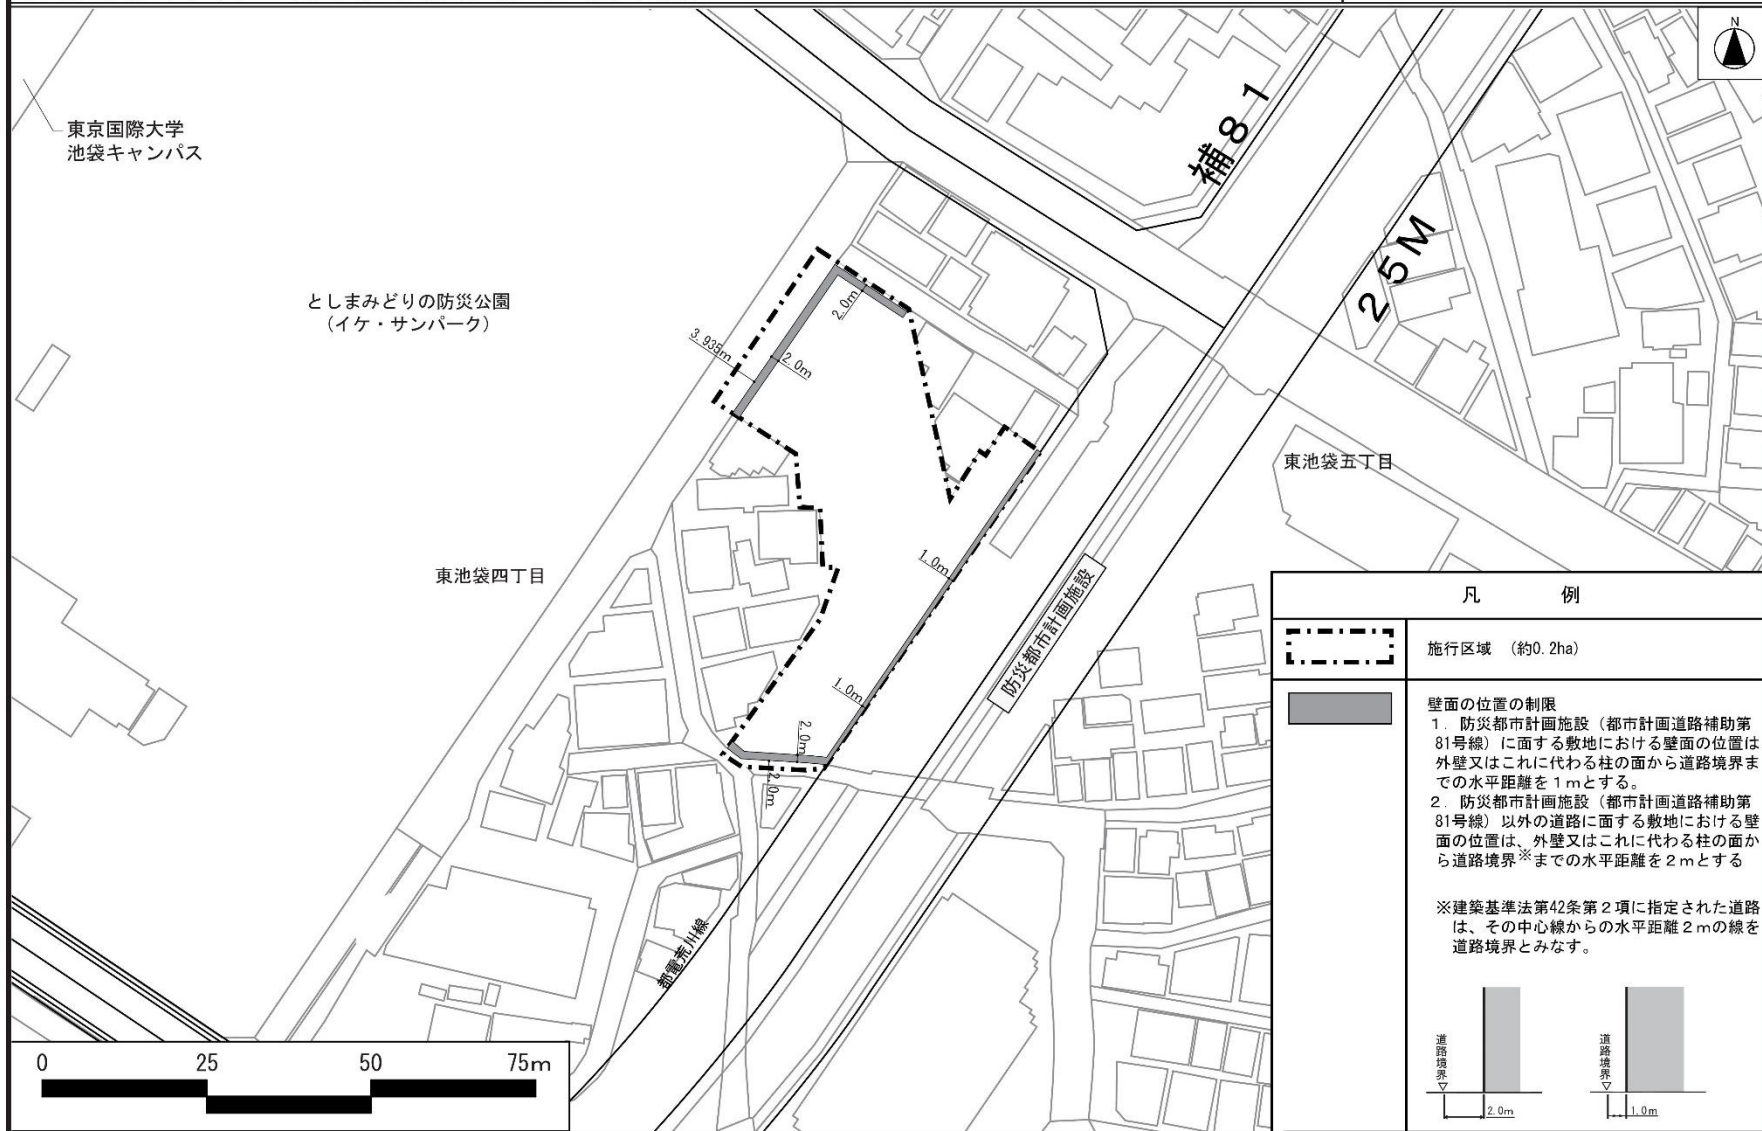 N
東京国際大学
池袋キャンパス
補81
25M
としまみどりの防災公園
（イケ・サンパーク）
2.0m
3.935m
2.0m
東池袋五丁目
1.0m
東池袋四丁目
防災都市計画施設
1.0m
2.0m
2.0m
都電荒川線
0 25 50 75m
凡 例
施行区域 （約0.2ha）
壁面の位置の制限
1．防災都市計画施設（都市計画道路補助第
81号線）に面する敷地における壁面の位置は
外壁又はこれに代わる柱の面から道路境界ま
での水平距離を1mとする。
2．防災都市計画施設（都市計画道路補助第
81号線）以外の道路に面する敷地における壁
面の位置は、外壁又はこれに代わる柱の面か
ら道路境界※までの水平距離を2mとする
※建築基準法第42条第2項に指定された道路
は、その中心線からの水平距離2mの線を
道路境界とみなす。
道路境界
2.0m
道路境界
1.0m